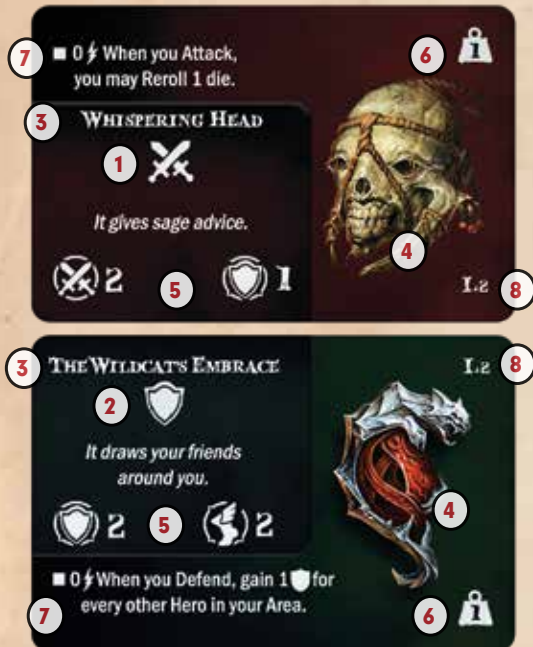 7 ■ 0 When you Attack,
you may Reroll 1 die.
6 1
3 WHISPERING HEAD
1
It gives sage advice.
4
2 5 1
L2 8
3 THE WILDCAT'S EMBRACE
L2 8
2
It draws your friends
around you.
4
2 5 2
■ 0 When you Defend, gain 1 for
7 every other Hero in your Area.
6 1